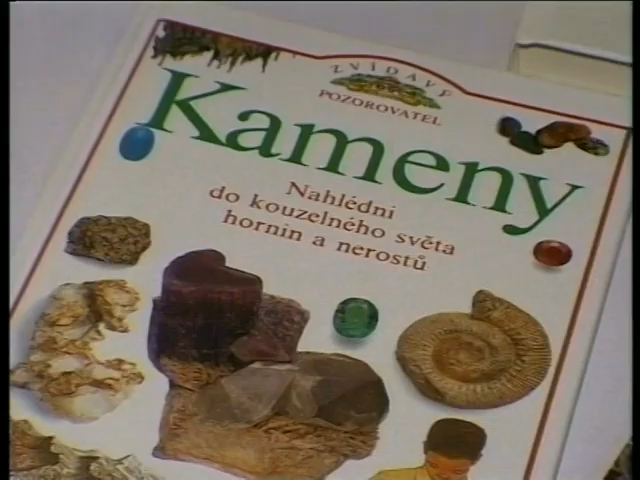 ZVÍDAVÝ
POZOROVATEL
Kameny
Nahlédni
do kouzelného světa
hornin a nerostů